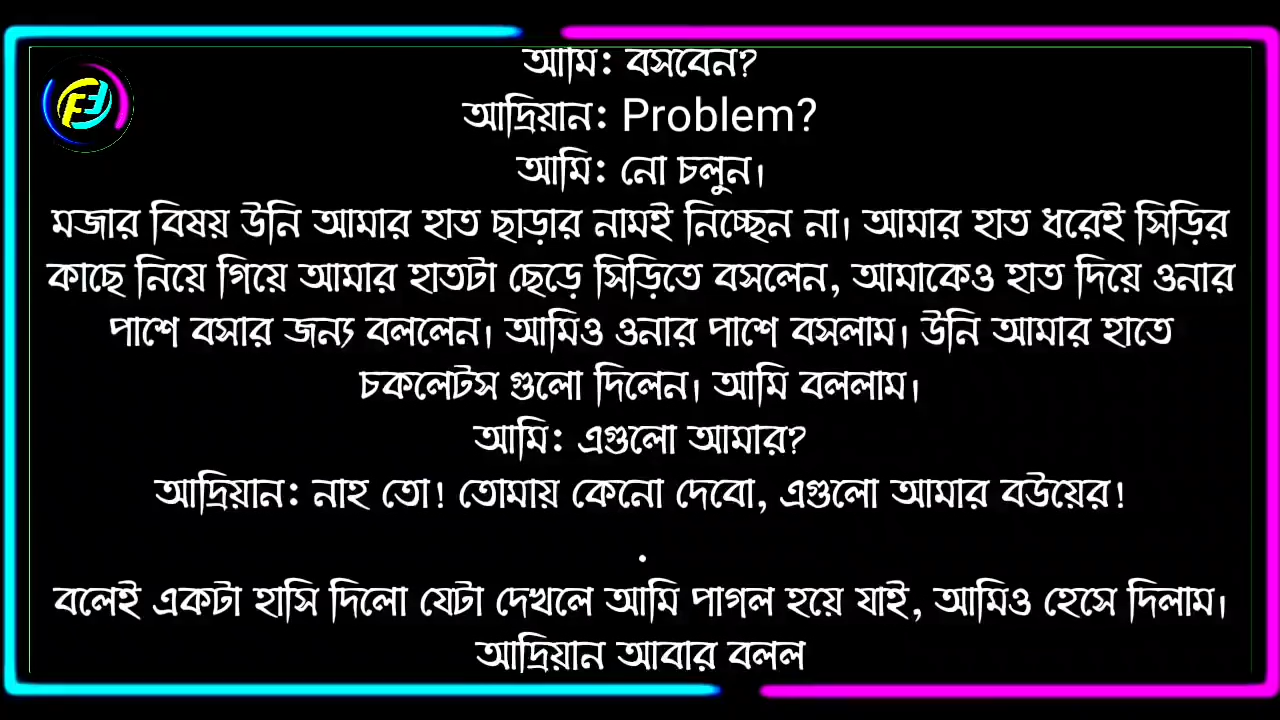 আমি: বসবেন?
আদ্রিয়ান: Problem?
আমি: নো চলুন।
মজার বিষয় উনি আমার হাত ছাড়ার নামই নিচ্ছেন না। আমার হাত ধরেই সিড়ির
কাছে নিয়ে গিয়ে আমার হাতটা ছেড়ে সিড়িতে বসলেন, আমাকেও হাত দিয়ে ওনার
পাশে বসার জন্য বললেন। আমিও ওনার পাশে বসলাম। উনি আমার হাতে
চকলেটস গুলো দিলেন। আমি বললাম।
আমি: এগুলো আমার?
আদ্রিয়ান: নাহ তো! তোমায় কেনো দেবো, এগুলো আমার বউয়ের!
.
বলেই একটা হাসি দিলো যেটা দেখলে আমি পাগল হয়ে যাই, আমিও হেসে দিলাম।
আদ্রিয়ান আবার বলল